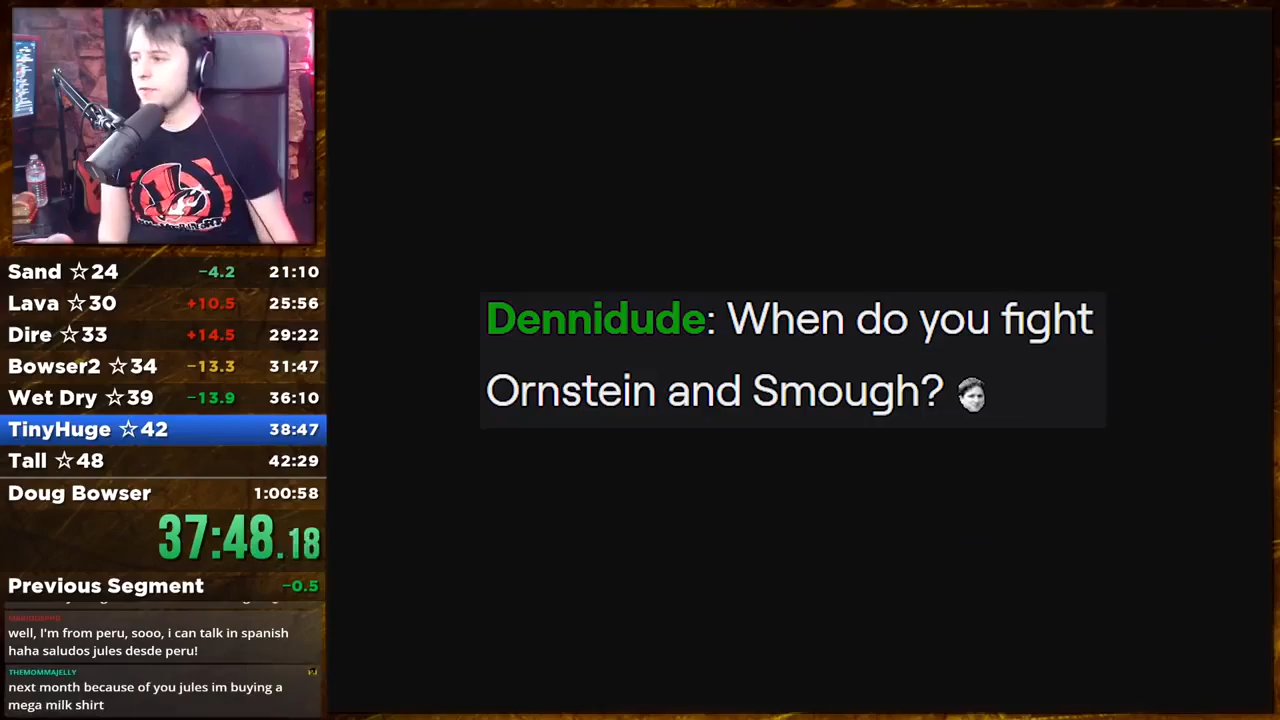 Sand ☆24 −4.2 21:10
Lava ☆30 +10.5 25:56
Dire ☆33 +14.5 29:22
Bowser2 ☆34 −13.3 31:47
Wet Dry ☆39 −13.9 36:10
TinyHuge ☆42 38:47
Tall ☆48 42:29
Doug Bowser 1:00:58
37:48.18
Previous Segment −0.5
well, I'm from peru, sooo, i can talk in spanish
haha saludos jules desde peru!
THEMOMMAJELLY
next month because of you jules im buying a
mega milk shirt
Dennidude: When do you fight
Ornstein and Smough?